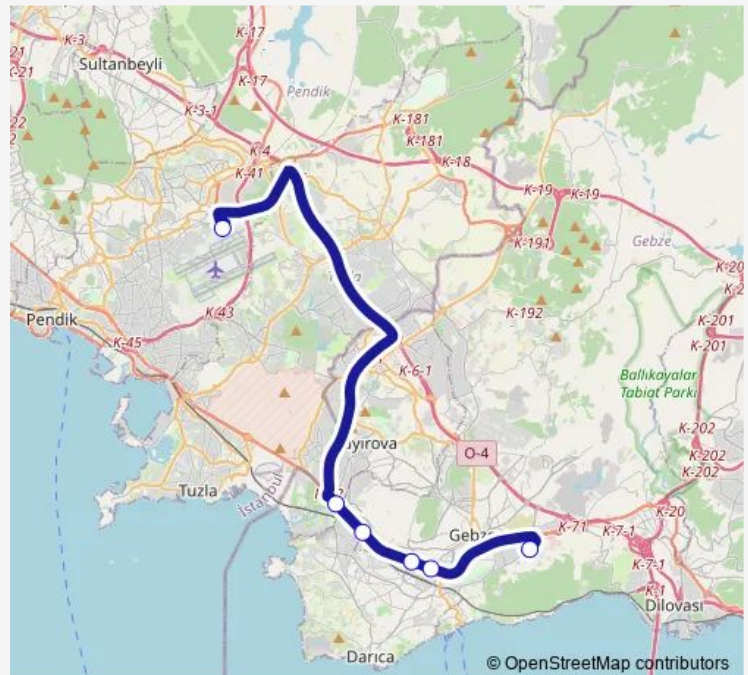 K-17
K-3
K-21
Sultanbeyli
K-17
Pendik
K-3-1
K-181
K-4
K-181
K-41
K-18
K-19
K-19
K-191
Gebze
K-192
K-43
Pendik
K-201
K-45
K-201
K-6-1
Ballıkayalar
Tabiat Parkı
K-202
O-4
K-202
K-202
Tuzla
İstanbul
K-20
K-71
K-7-1
K-7-1
K-1
Dilovası
Darıca
© OpenStreetMap contributors